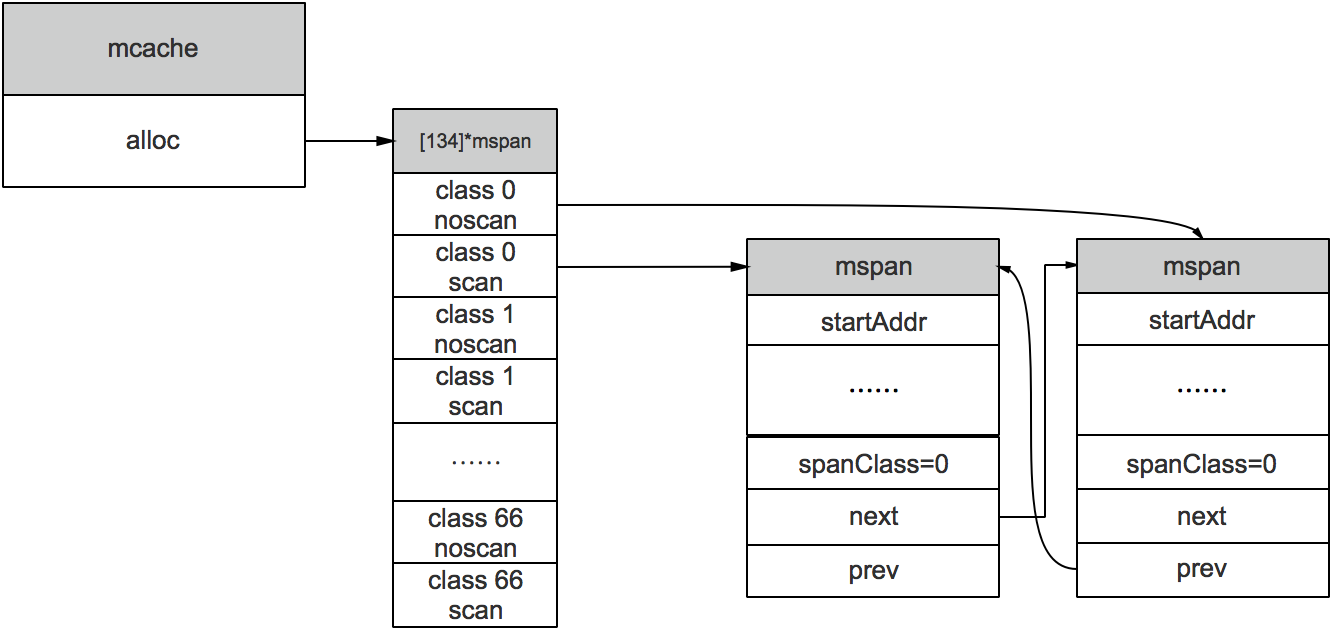 mcache
alloc
[134]*mspan
class 0
noscan
class 0
scan
class 1
noscan
class 1
scan
......
class 66
noscan
class 66
scan
mspan
startAddr
......
spanClass=0
next
prev
mspan
startAddr
......
spanClass=0
next
prev